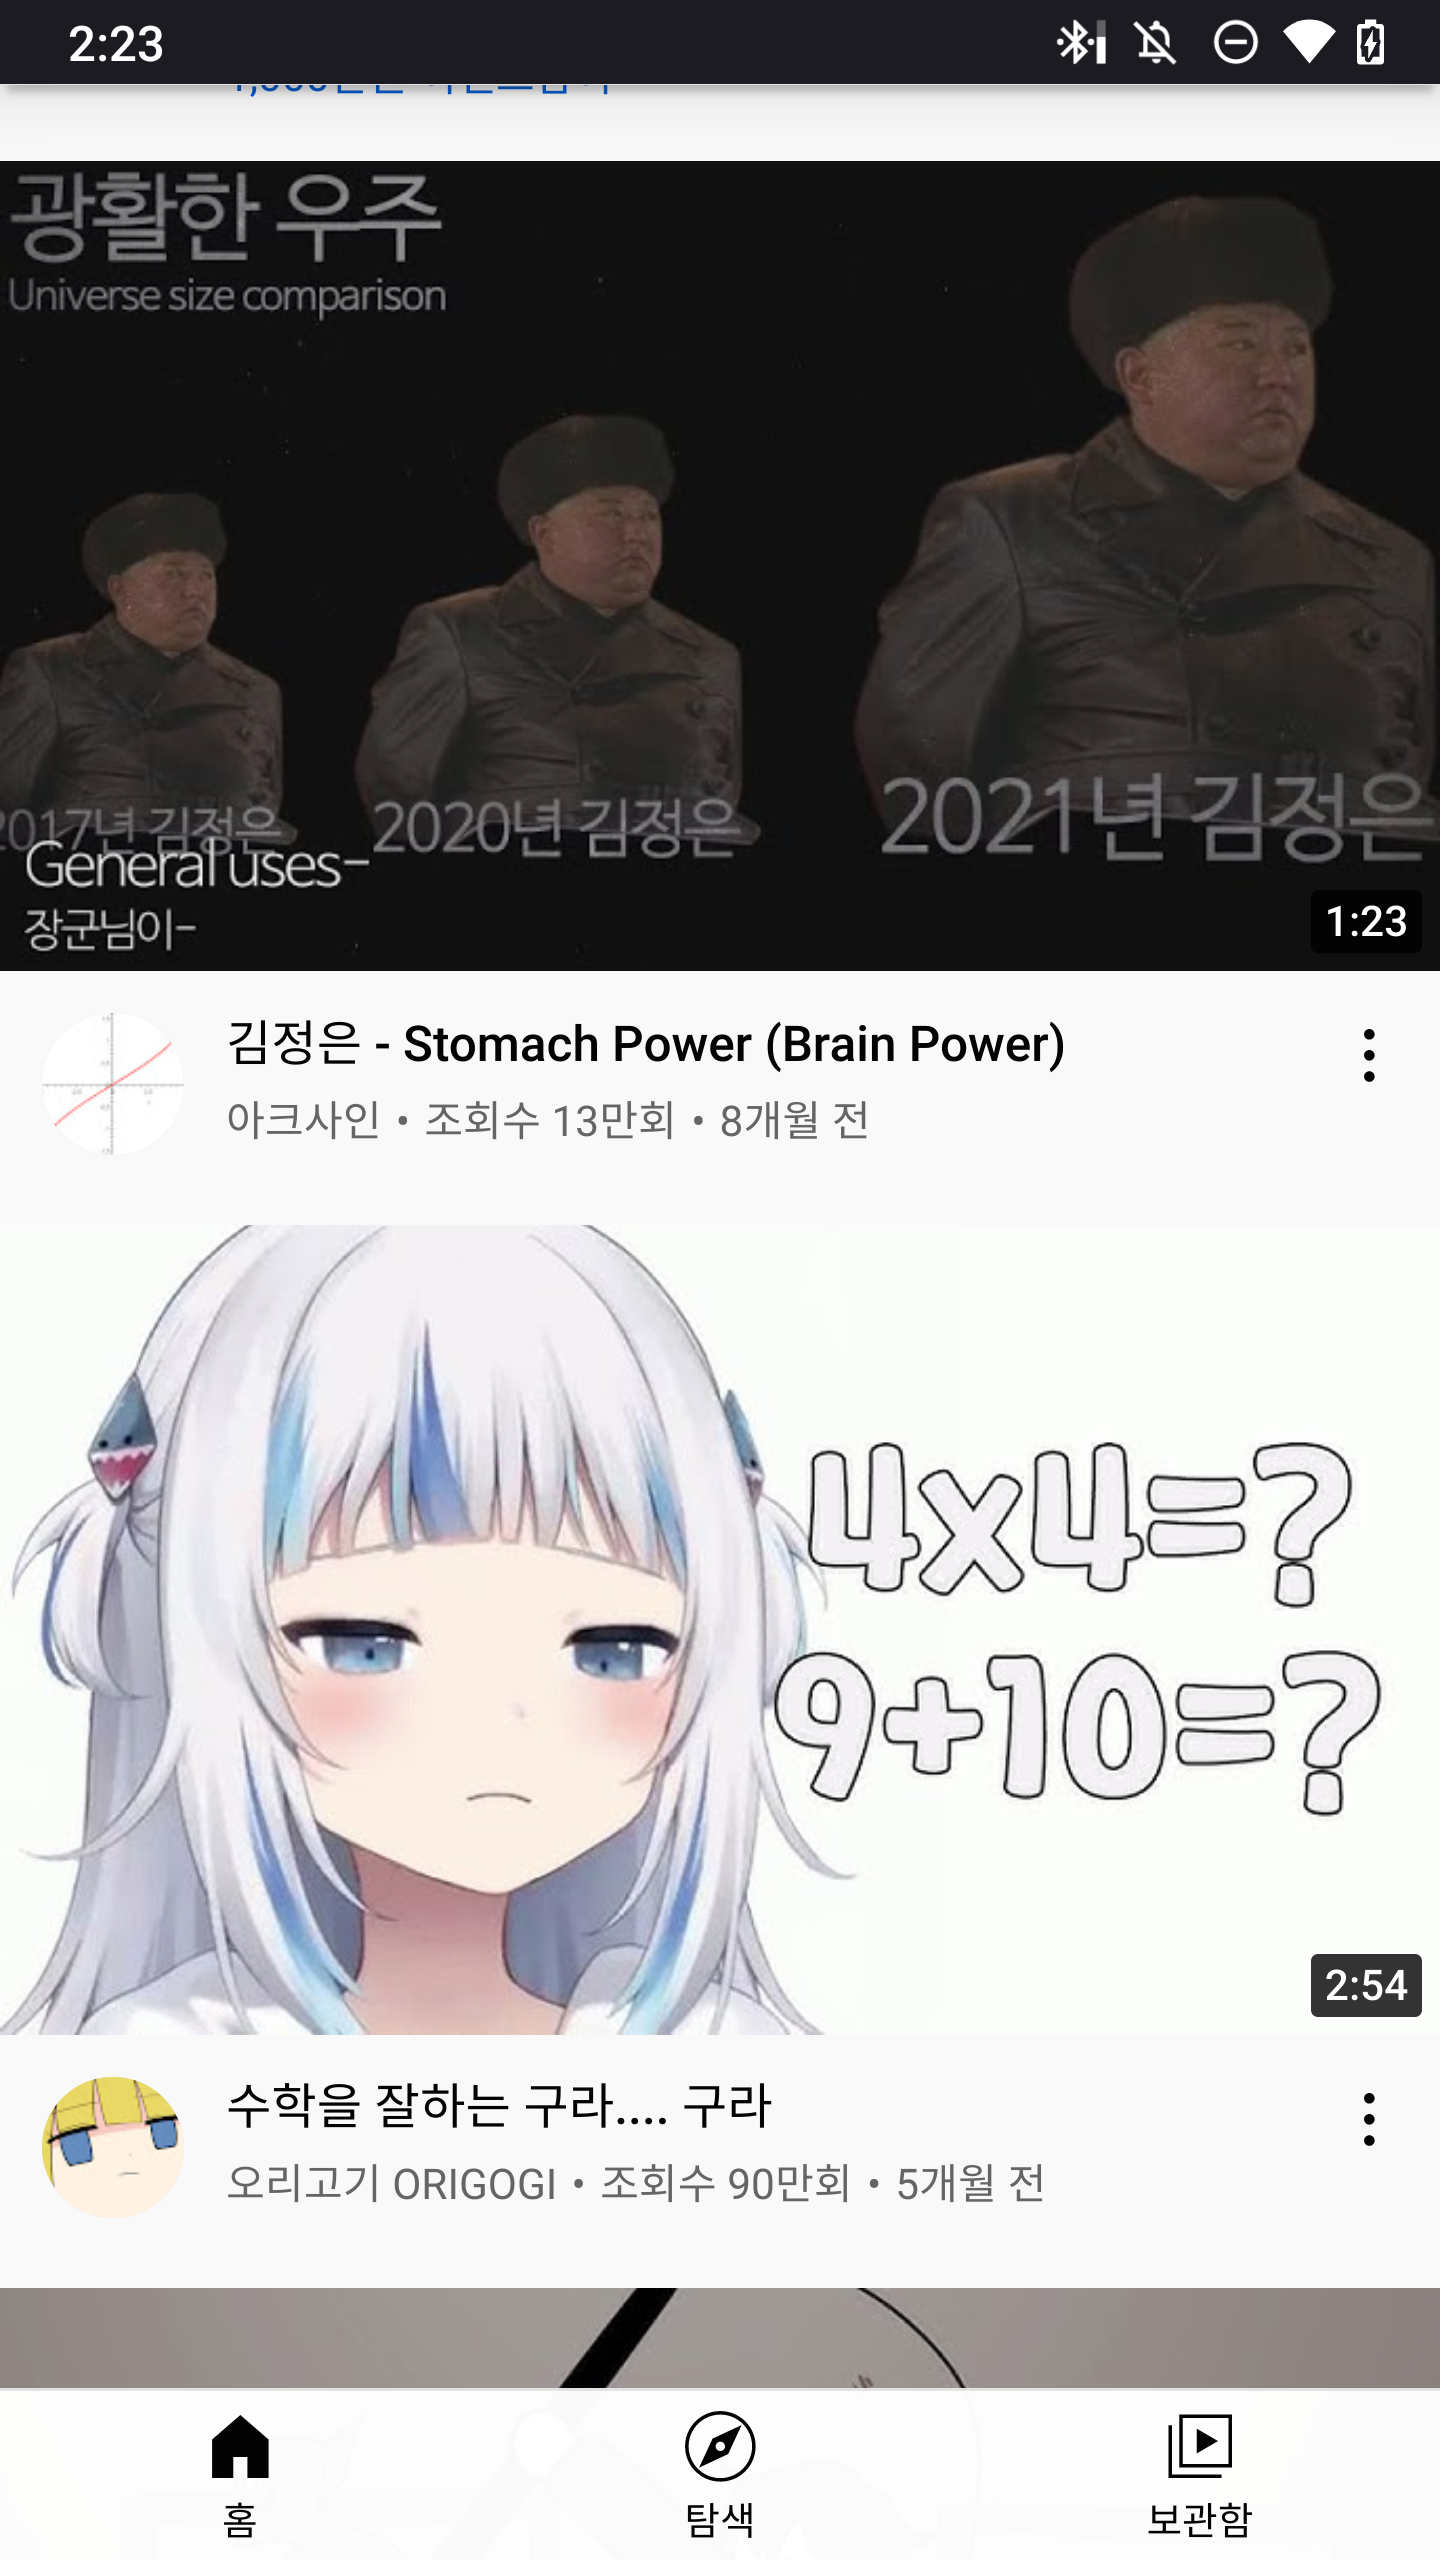 2:23
광활한 우주
Universe size comparison
2017년 김정은
2020년 김정은
2021년 김정은
General uses-
장군님이-
1:23
김정은 - Stomach Power (Brain Power)
아크사인 • 조회수 13만회 • 8개월 전
4x4=?
9+10=?
2:54
수학을 잘하는 구라.... 구라
오리고기 ORIGOGI • 조회수 90만회 • 5개월 전
홈
탐색
보관함